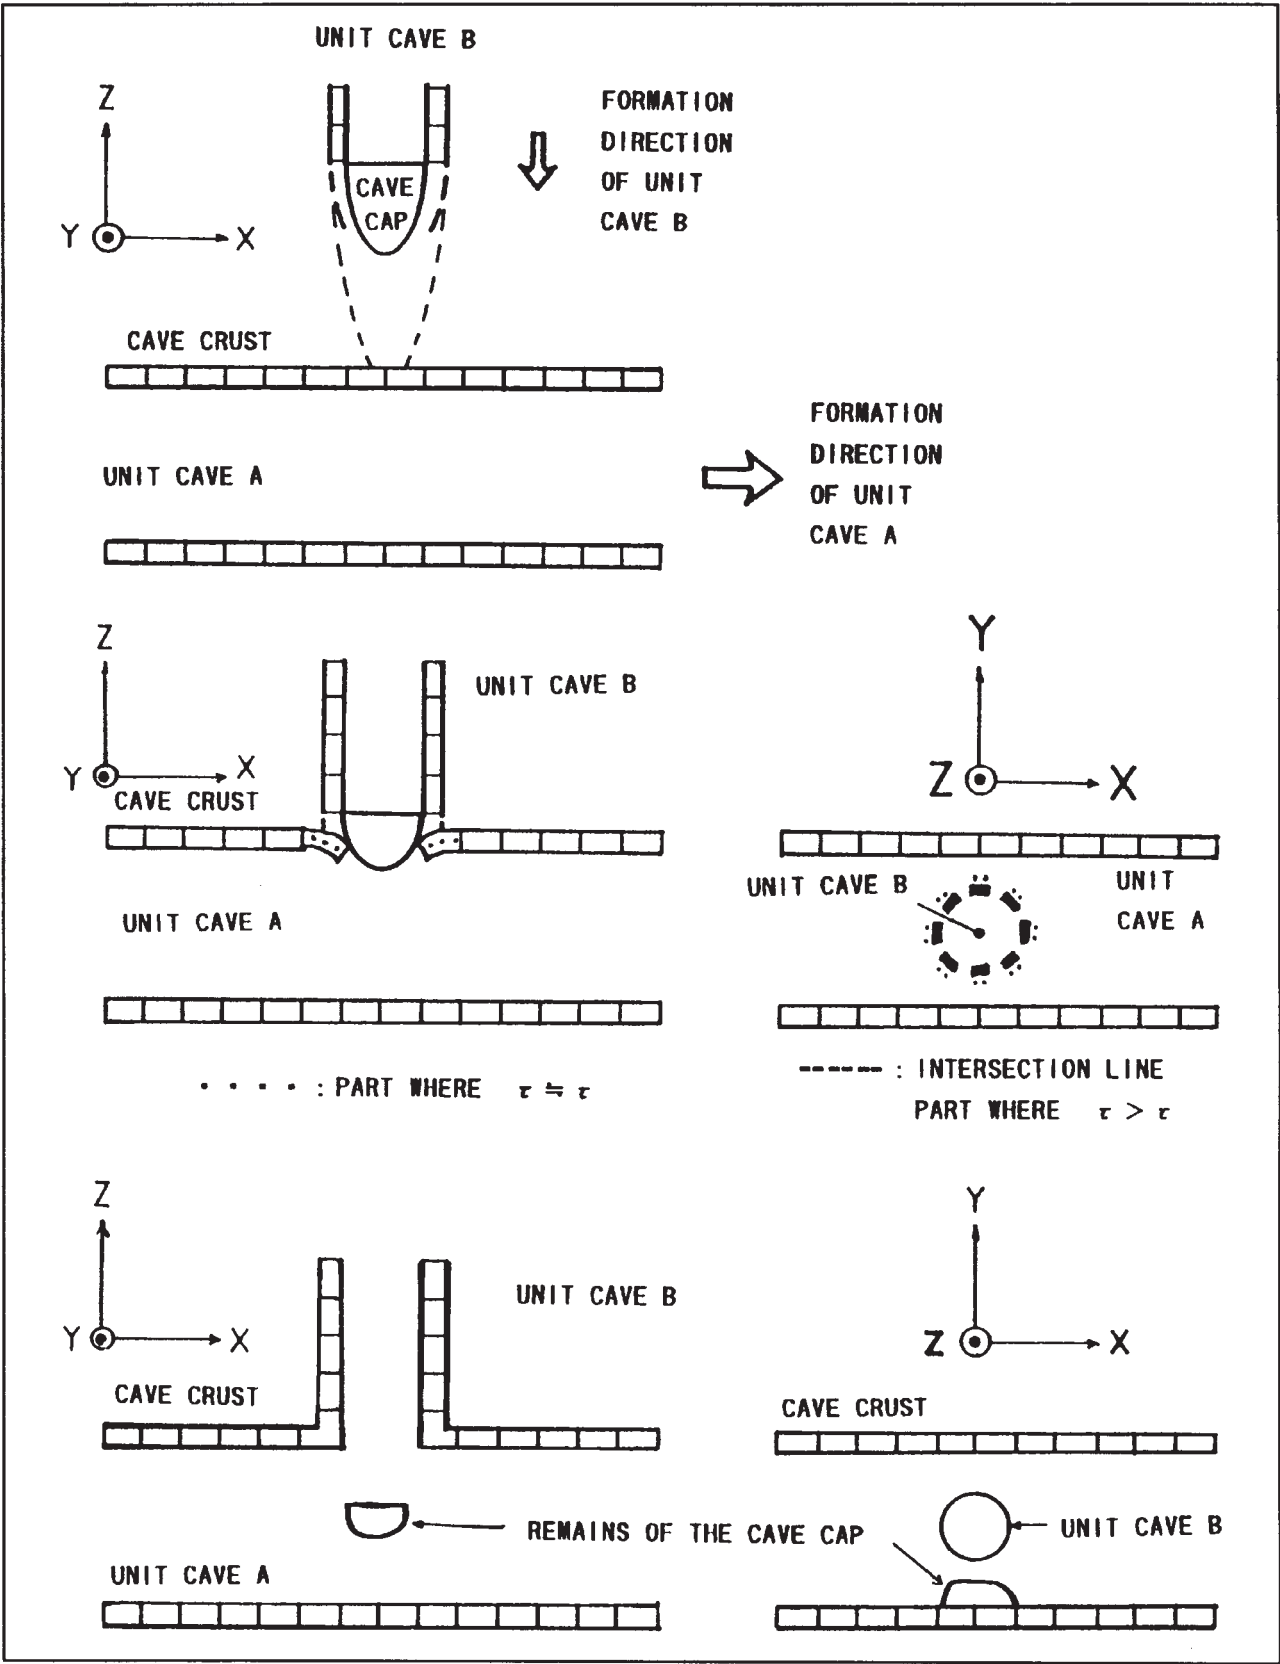 UNIT CAVE B
Z
FORMATION
DIRECTION
OF UNIT
CAVE B
CAVE
CAP
Y
X
CAVE CRUST
FORMATION
DIRECTION
OF UNIT
CAVE A
UNIT CAVE A
Z
UNIT CAVE B
Y
X
CAVE CRUST
UNIT CAVE A
Y
Z
X
UNIT CAVE B
UNIT
CAVE A
. . . . : PART WHERE τ ≒ τ
------ : INTERSECTION LINE
PART WHERE τ > τ
Z
UNIT CAVE B
Y
X
CAVE CRUST
Y
Z
X
CAVE CRUST
REMAINS OF THE CAVE CAP
UNIT CAVE B
UNIT CAVE A